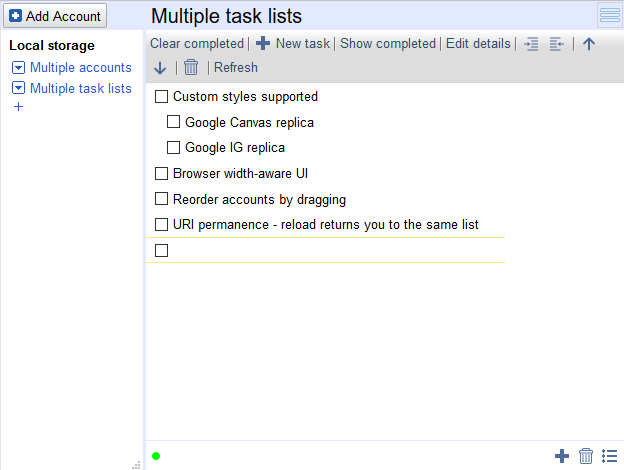 Add Account
Multiple task lists
Local storage
Multiple accounts
Multiple task lists
Clear completed | New task | Show completed | Edit details | |
| | Refresh
Custom styles supported
Google Canvas replica
Google IG replica
Browser width-aware UI
Reorder accounts by dragging
URI permanence - reload returns you to the same list